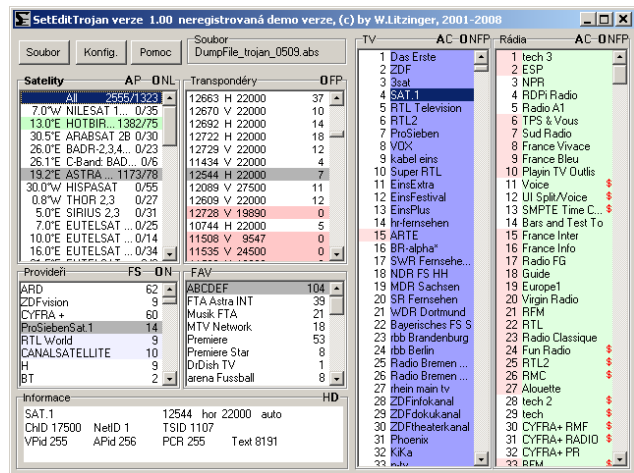 SetEditTrojan verze 1.00 neregistrovaná demo verze, (c) by W.Litzinger, 2001-2008
Soubor
Konfig.
Pomoc
Soubor
DumpFile_trojan_0509.abs
Satelity AP ONL
All 2555/1323
7.0°W NILESAT 1... 0/35
13.0°E HOTBIR... 1382/75
30.5°E ARABSAT 2B 0/30
26.0°E BADR-2,3,4... 0/23
26.1°E C-Band: BAD... 0/6
19.2°E ASTRA ... 1173/78
30.0°W HISPASAT 0/55
0.8°W THOR 2,3 0/27
5.0°E SIRIUS 2,3 0/31
7.0°E EUTELSAT ... 0/25
10.0°E EUTELSAT ... 0/14
16.0°E EUTELSAT ... 0/34
Transpondéry OFP
12663 H 22000 37
12670 V 22000 10
12692 H 22000 14
12722 H 22000 18
12729 V 22000 12
11434 V 22000 4
12544 H 22000 7
12089 V 27500 11
12609 V 22000 12
12728 V 19890 0
10744 H 22000 5
11508 V 9547 0
11535 V 24500 0
Provideři FS ON
ARD 62
ZDFvision 9
CYFRA + 60
ProSiebenSat.1 14
RTL World 9
CANALSATELLITE 10
H 9
BT 2
FAV
ABCDEF 104
FTA Astra INT 39
Musik FTA 21
MTV Network 18
Premiere 53
Premiere Star 8
DrDish TV 1
arena Fussball 8
Informace HD
SAT.1 12544 hor 22000 auto
ChID 17500 NetID 1 TSID 1107
VPid 255 APid 256 PCR 255 Text 8191
TV AC ONFP
1 Das Erste
2 ZDF
3 3sat
4 SAT.1
5 RTL Television
6 RTL2
7 ProSieben
8 VOX
9 kabel eins
10 Super RTL
11 EinsExtra
12 EinsFestival
13 EinsPlus
14 hr-fernsehen
15 ARTE
16 BR-alpha*
17 SWR Fernsehe...
18 NDR FS HH
19 MDR Sachsen
20 SR Fernsehen
21 WDR Dortmund
22 Bayerisches FS S
23 rbb Brandenburg
24 rbb Berlin
25 Radio Bremen ...
26 Radio Bremen ...
27 rhein main tv
28 ZDFinfokanal
29 ZDFdokukanal
30 ZDFtheaterkanal
31 Phoenix
32 KiKa
33 n-tv
Rádia AC ONFP
1 tech 3
2 ESP
3 NPR
4 RDPi Radio
5 Radio A1
6 TPS & Vous
7 Sud Radio
8 France Vivace
9 France Bleu
10 Playin TV Outlis
11 Voice $
12 UI Split/Voice $
13 SMPTE Time C... $
14 Bars and Test To
15 France Inter
16 France Info
17 Radio FG
18 Guide
19 Europe1
20 Virgin Radio
21 RFM
22 RTL
23 Radio Classique
24 Fun Radio $
25 RTL2 $
26 RMC $
27 Alouette
28 tech 2 $
29 tech $
30 CYFRA+ RMF $
31 CYFRA+ RADIO $
32 CYFRA+ PR
33 RFM